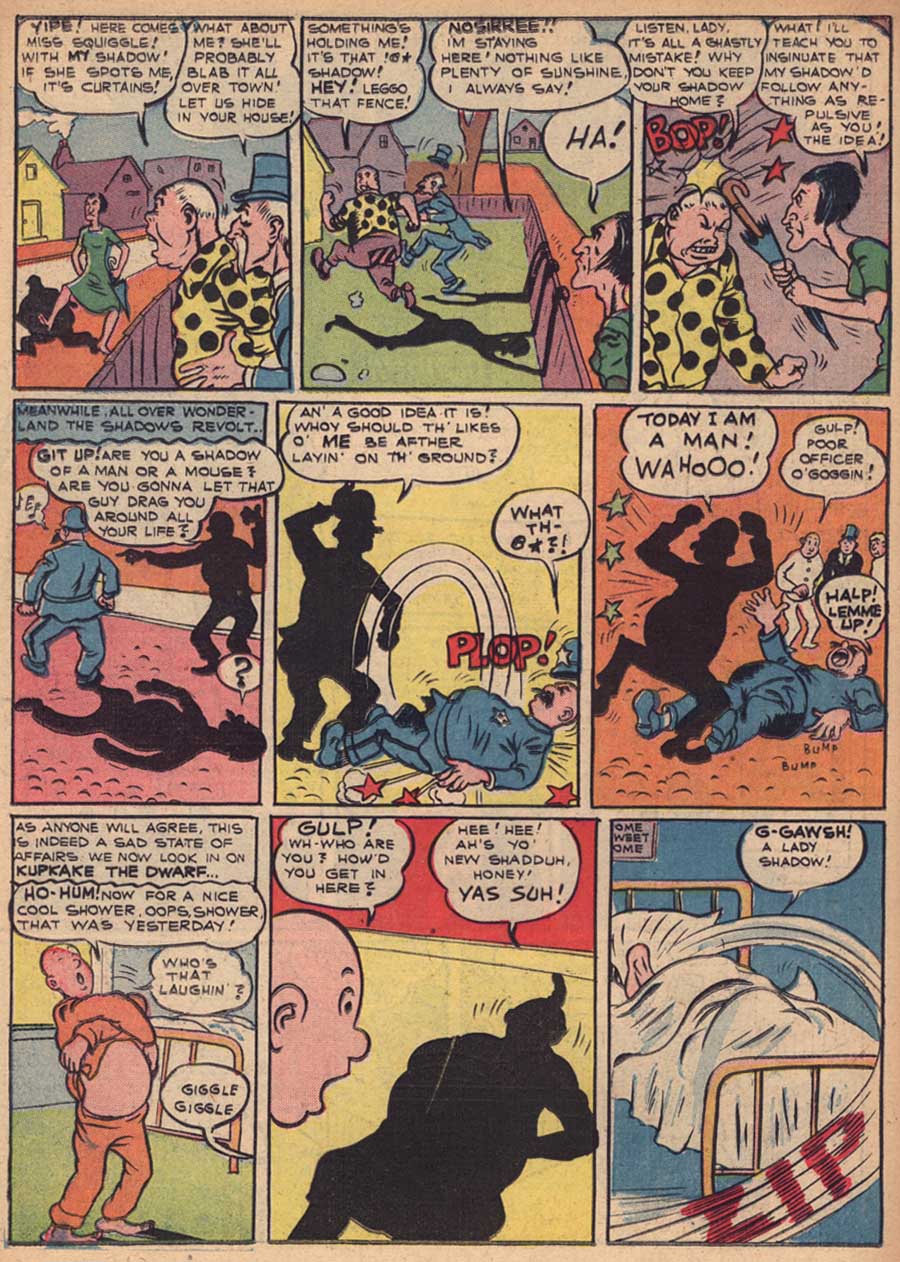 YIPE! HERE COMES
MISS SQUIGGLE!
WITH MY SHADOW!
IF SHE SPOTS ME,
IT'S CURTAINS!
WHAT ABOUT
ME? SHE'LL
PROBABLY
BLAB IT ALL
OVER TOWN!
LET US HIDE
IN YOUR HOUSE!
SOMETHING'S
HOLDING ME!
IT'S THAT !@*
SHADOW!
HEY! LEGGO
THAT FENCE!
NOSIRREE!!
IM STAYING
HERE! NOTHING LIKE
PLENTY OF SUNSHINE,
I ALWAYS SAY!
HA!
LISTEN, LADY,
IT'S ALL A GHASTLY
MISTAKE! WHY
DON'T YOU KEEP
YOUR SHADOW
HOME?
WHAT! I'LL
TEACH YOU TO
INSINUATE THAT
MY SHADOW'D
FOLLOW ANY-
THING AS RE-
PULSIVE
AS YOU!
THE IDEA!
BOP!
MEANWHILE, ALL OVER WONDER-
LAND THE SHADOWS REVOLT..
GIT UP! ARE YOU A SHADOW
OF A MAN OR A MOUSE?
ARE YOU GONNA LET THAT
GUY DRAG YOU
AROUND ALL
YOUR LIFE?
?
AN' A GOOD IDEA IT IS!
WHOY SHOULD TH' LIKES
O' ME BE AFTHER
LAYIN' ON TH' GROUND?
WHAT
TH-
@*?!
PLOP!
TODAY I AM
A MAN!
WAHOOO!
GULP!
POOR
OFFICER
O'GOGGIN!
HALP!
LEMME
UP!
BUMP
BUMP
AS ANYONE WILL AGREE, THIS
IS INDEED A SAD STATE OF
AFFAIRS. WE NOW LOOK IN ON
KUPKAKE THE DWARF...
HO-HUM! NOW FOR A NICE
COOL SHOWER, OOPS, SHOWER,
THAT WAS YESTERDAY!
WHO'S
THAT
LAUGHIN'?
GIGGLE
GIGGLE
GULP!
WH-WHO ARE
YOU? HOW'D
YOU GET IN
HERE?
HEE! HEE!
AH'S YO'
NEW SHADDUH,
HONEY!
YAS SUH!
OME
WEET
OME
G-GAWSH!
A LADY
SHADOW!
ZIP